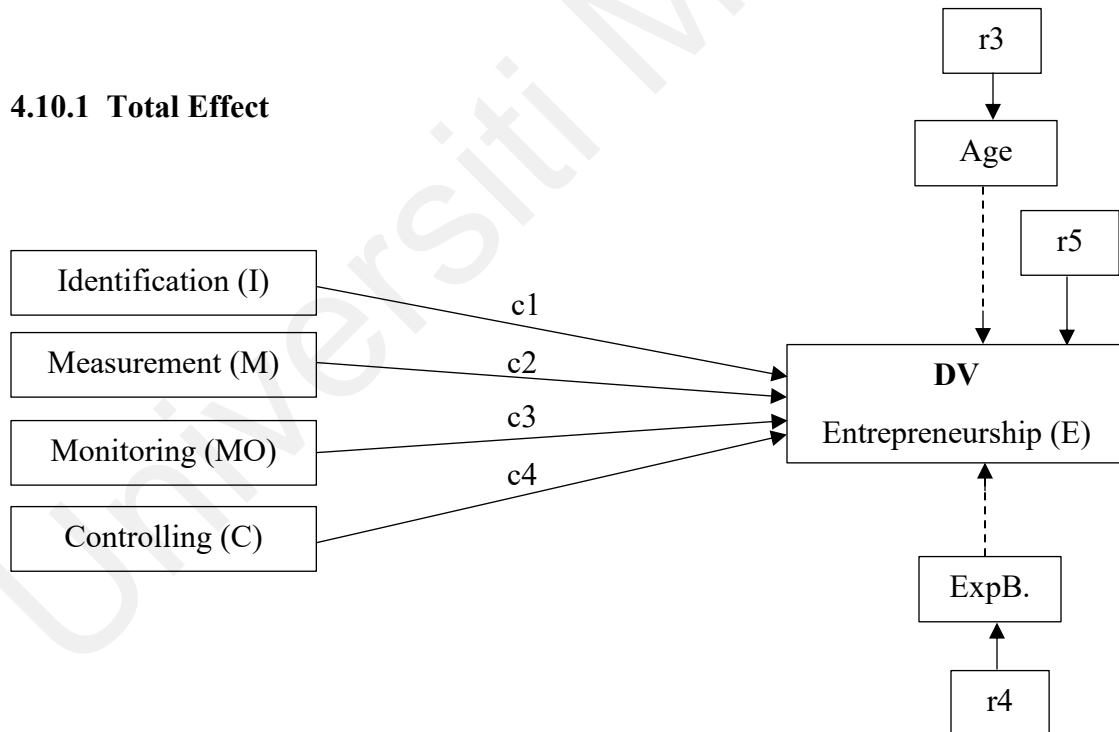 r3
4.10.1 Total Effect
Age
r5
Identification (I)
c1
Measurement (M)
c2
DV
Monitoring (MO)
c3
Entrepreneurship (E)
c4
Controlling (C)
ExpB.
r4
Universiti M